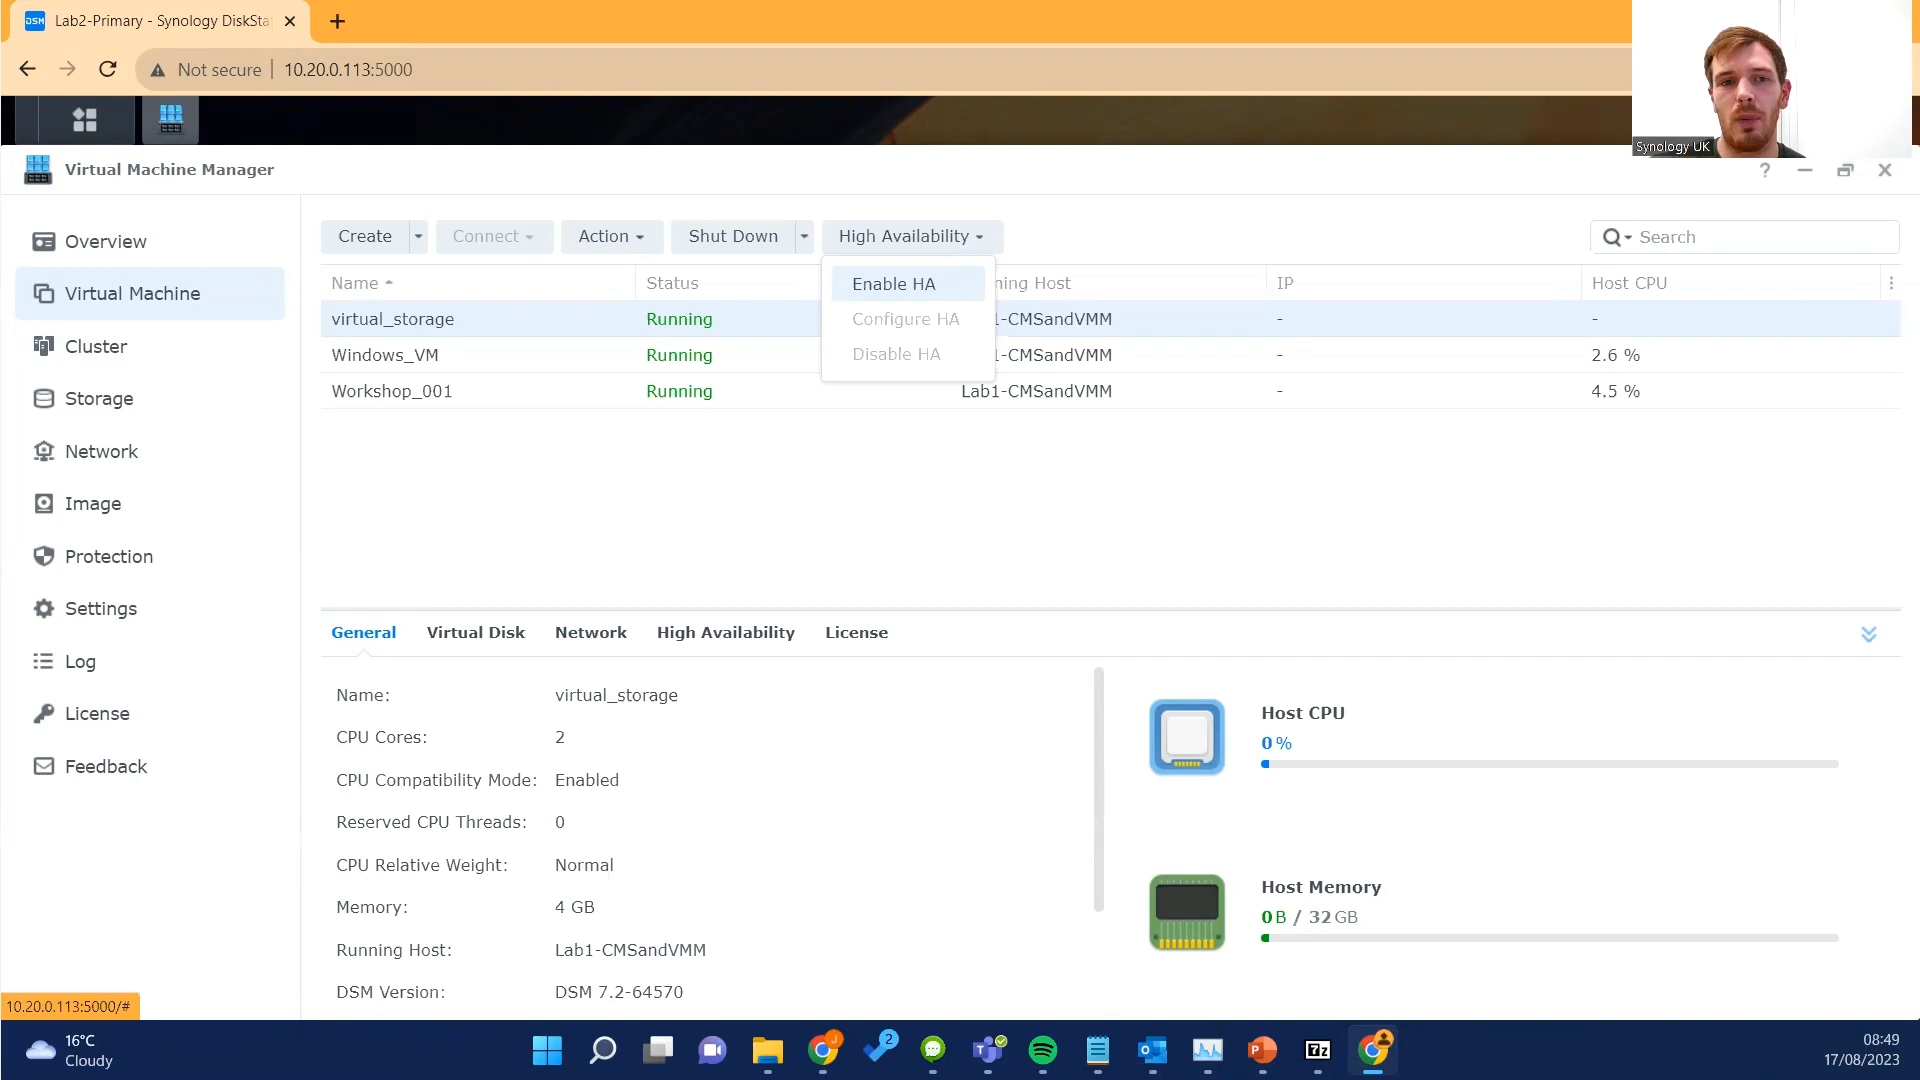 Lab2-Primary - Synology DiskSta
Not secure
10.20.0.113:5000
Synology UK
Virtual Machine Manager
Overview
Virtual Machine
Cluster
Storage
Network
Image
Protection
Settings
Log
License
Feedback
Create
Connect
Action
Shut Down
High Availability
Search
Enable HA
Configure HA
Disable HA
Name
Status
ning Host
IP
Host CPU
virtual_storage
Running
1-CMSandVMM
-
-
Windows_VM
Running
1-CMSandVMM
-
2.6 %
Workshop_001
Running
Lab1-CMSandVMM
-
4.5 %
General
Virtual Disk
Network
High Availability
License
Name: virtual_storage
CPU Cores: 2
CPU Compatibility Mode: Enabled
Reserved CPU Threads: 0
CPU Relative Weight: Normal
Memory: 4 GB
Running Host: Lab1-CMSandVMM
DSM Version: DSM 7.2-64570
Host CPU
0 %
Host Memory
0 B / 32 GB
10.20.0.113:5000/#
16°C
Cloudy
08:49
17/08/2023